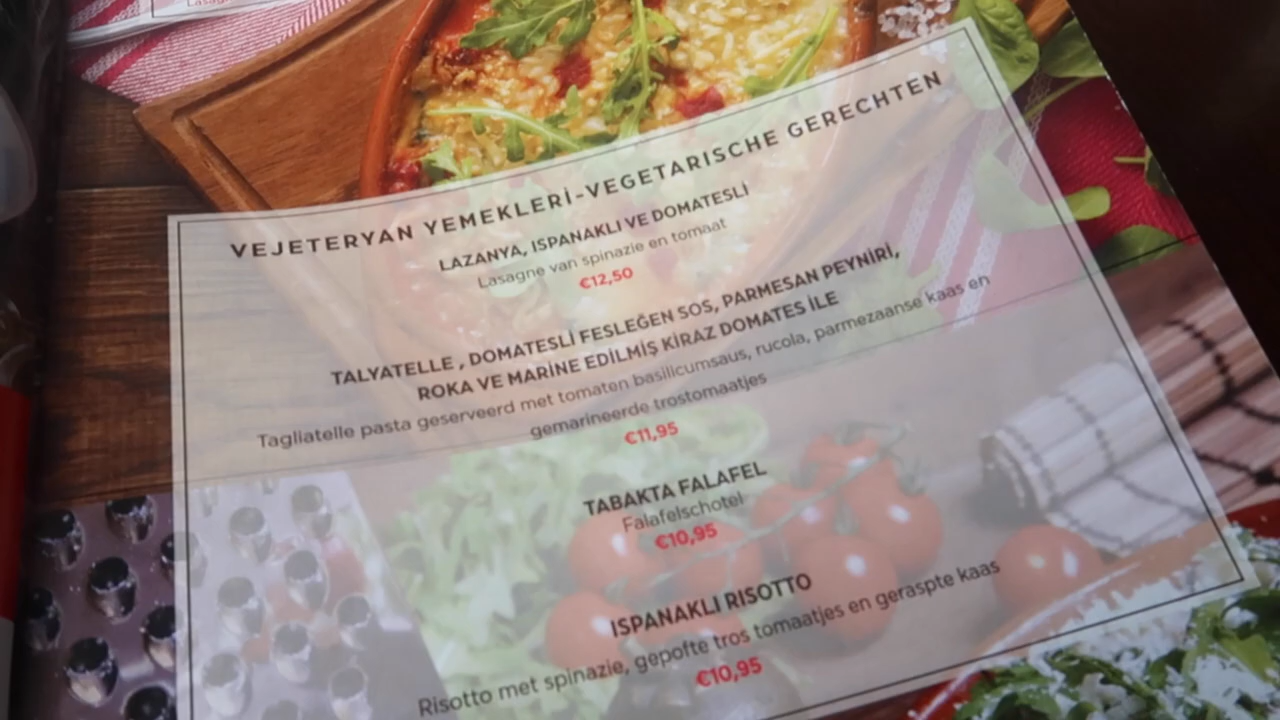 VEJETERYAN YEMEKLERİ-VEGETARISCHE GERECHTEN
LAZANYA, ISPANAKLI VE DOMATESLİ
Lasagne van spinazie en tomaat
€12,50
TALYATELLE , DOMATESLİ FESLEĞEN SOS, PARMESAN PEYNİRİ,
ROKA VE MARİNE EDİLMİŞ KİRAZ DOMATES İLE
Tagliatelle pasta geserveerd met tomaten basilicumsaus, rucola, parmezaanse kaas en
gemarineerde trostomaatjes
€11,95
TABAKTA FALAFEL
Falafelschotel
€10,95
ISPANAKLI RISOTTO
Risotto met spinazie, gepofte tros tomaatjes en geraspte kaas
€10,95